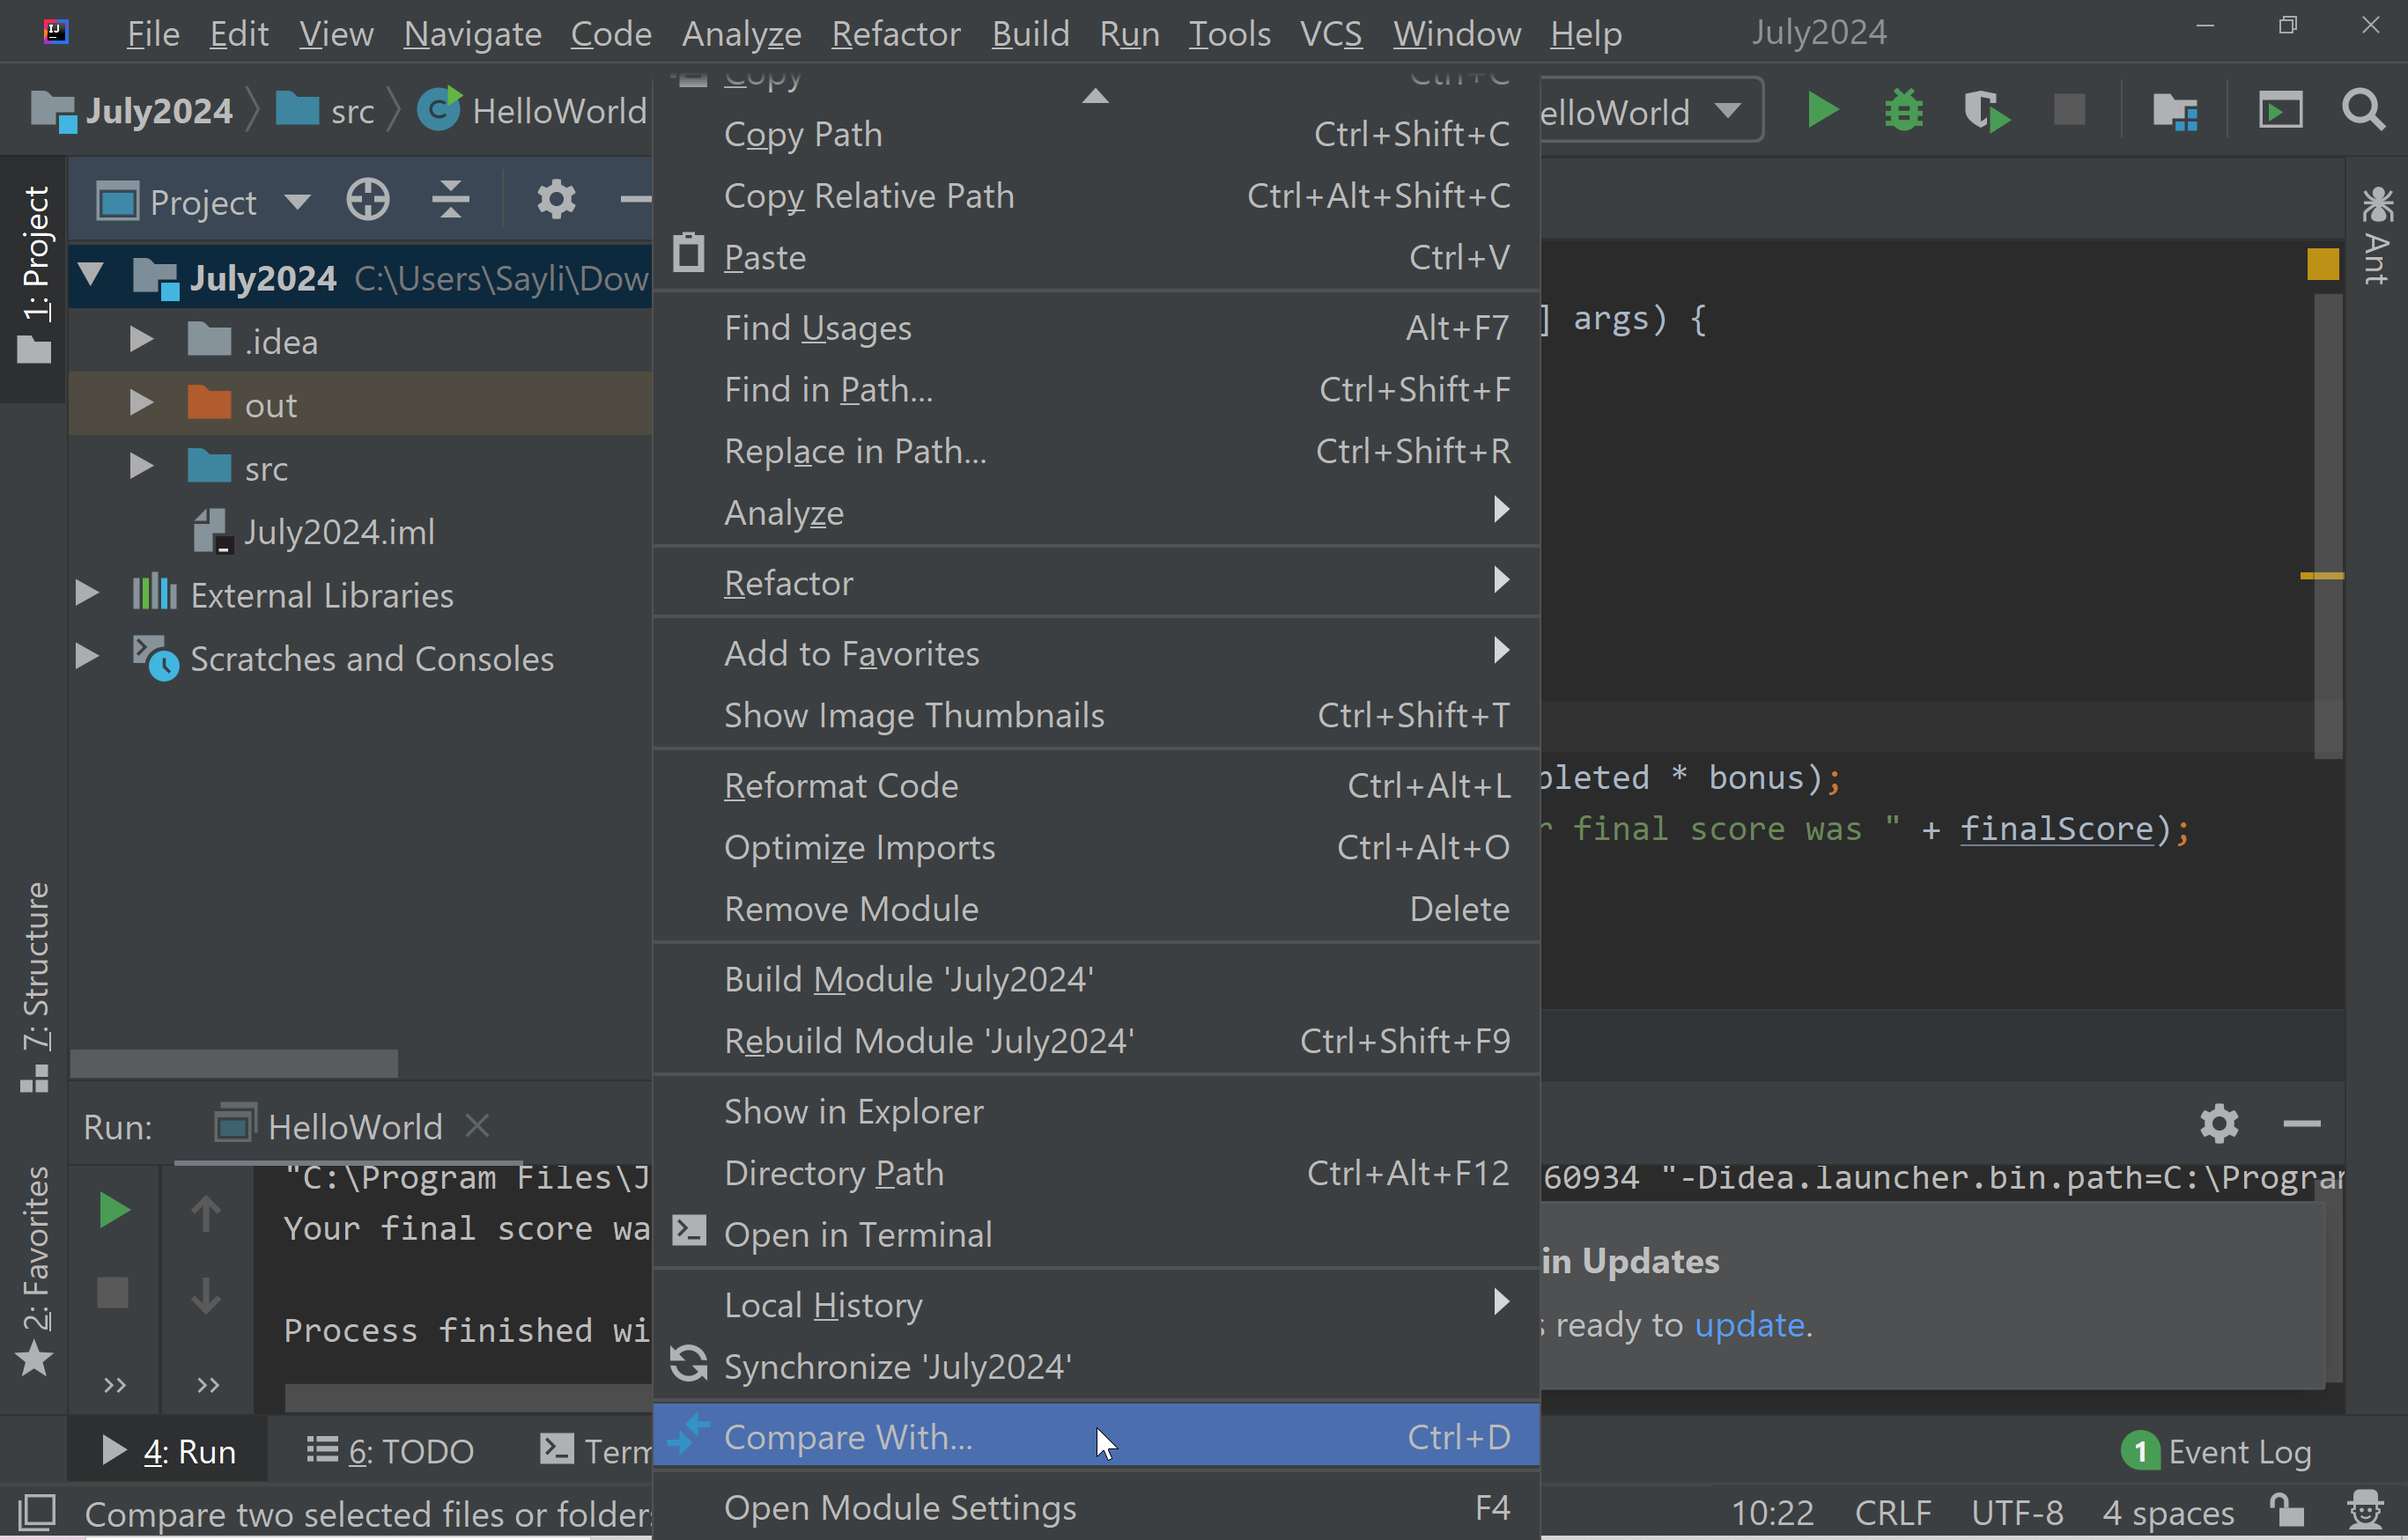 File Edit View Navigate Code Analyze Refactor Build Run Tools VCS Window Help July2024
July2024 src HelloWorld
elloWorld
Project
1: Project
7: Structure
2: Favorites
July2024 C:\Users\Sayli\Dow
.idea
out
src
July2024.iml
External Libraries
Scratches and Consoles
Copy Ctrl+C
Copy Path Ctrl+Shift+C
Copy Relative Path Ctrl+Alt+Shift+C
Paste Ctrl+V
Find Usages Alt+F7
Find in Path... Ctrl+Shift+F
Replace in Path... Ctrl+Shift+R
Analyze
Refactor
Add to Favorites
Show Image Thumbnails Ctrl+Shift+T
Reformat Code Ctrl+Alt+L
Optimize Imports Ctrl+Alt+O
Remove Module Delete
Build Module 'July2024'
Rebuild Module 'July2024' Ctrl+Shift+F9
Show in Explorer
Directory Path Ctrl+Alt+F12
Open in Terminal
Local History
Synchronize 'July2024'
Compare With... Ctrl+D
Open Module Settings F4
] args) {
pleted * bonus);
r final score was " + finalScore);
Ant
Run: HelloWorld
"C:\Program Files\J
60934 "-Didea.launcher.bin.path=C:\Program
Your final score wa
Process finished wi
in Updates
s ready to update.
4: Run 6: TODO Term
1 Event Log
Compare two selected files or folders
10:22 CRLF UTF-8 4 spaces